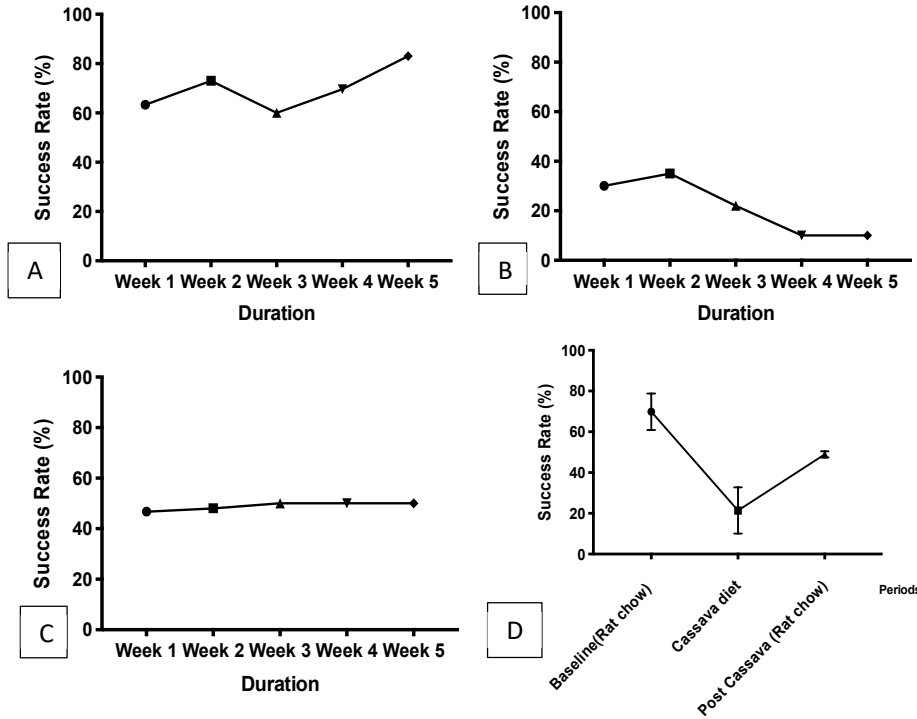 100
80
60
40
20
0
Success Rate (%)
Week 1 Week 2 Week 3 Week 4 Week 5
Duration
A
100
80
60
40
20
0
Success Rate (%)
Week 1 Week 2 Week 3 Week 4 Week 5
Duration
B
100
80
60
40
20
0
Success Rate (%)
Week 1 Week 2 Week 3 Week 4 Week 5
Duration
C
100
80
60
40
20
0
Success Rate (%)
Baseline(Rat chow)
Cassava diet
Post Cassava (Rat chow)
Periods
D